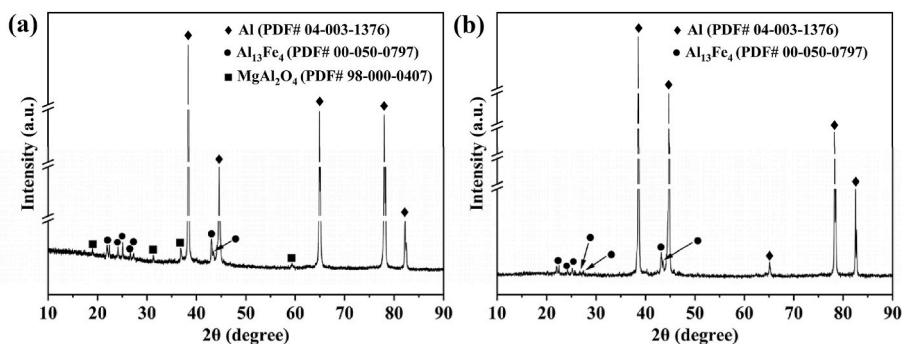 (a)
◆ Al (PDF# 04-003-1376)
● Al₁₃Fe₄ (PDF# 00-050-0797)
■ MgAl₂O₄ (PDF# 98-000-0407)
Intensity (a.u.)
10 20 30 40 50 60 70 80 90
2θ (degree)
(b)
◆ Al (PDF# 04-003-1376)
● Al₁₃Fe₄ (PDF# 00-050-0797)
Intensity (a.u.)
10 20 30 40 50 60 70 80 90
2θ (degree)